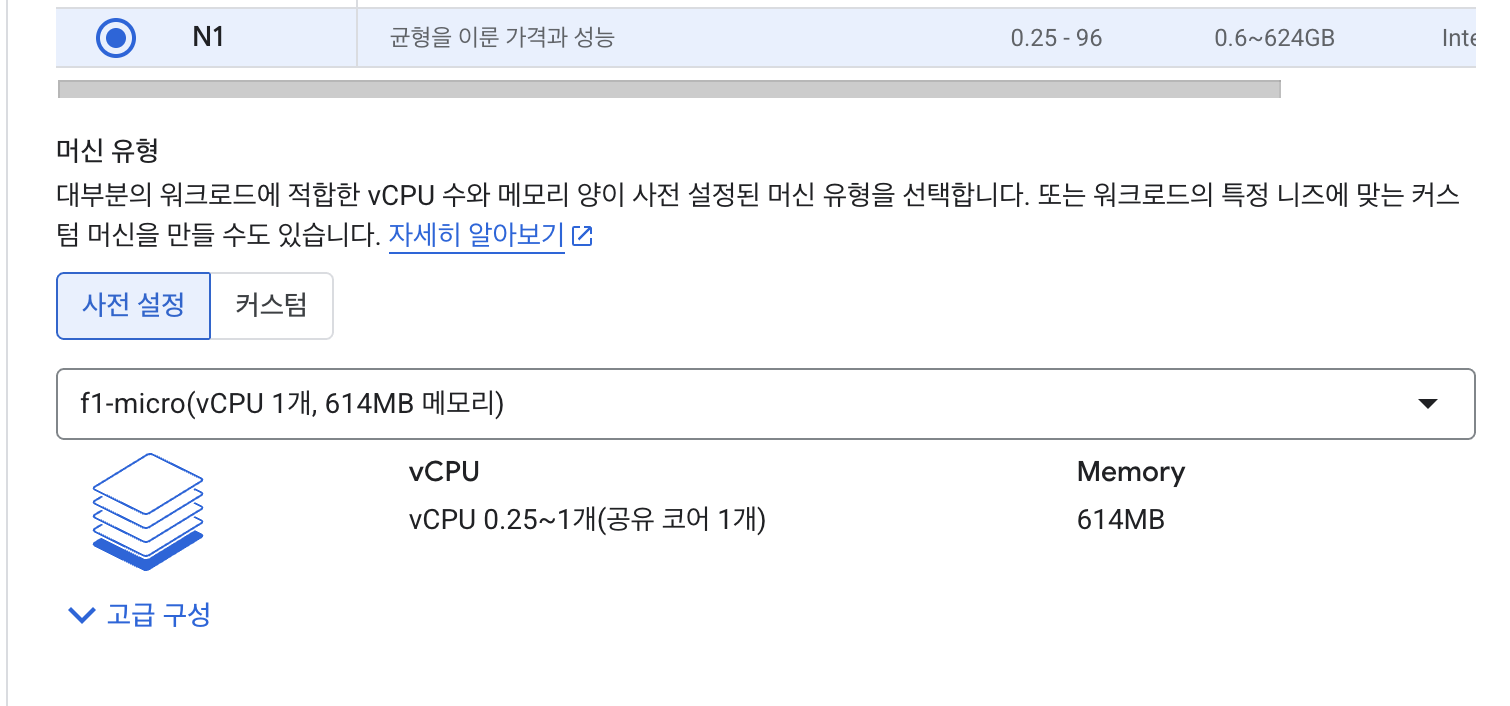 N1 균형을 이룬 가격과 성능 0.25 - 96 0.6~624GB
머신 유형
대부분의 워크로드에 적합한 vCPU 수와 메모리 양이 사전 설정된 머신 유형을 선택합니다. 또는 워크로드의 특정 니즈에 맞는 커스
텀 머신을 만들 수도 있습니다. 자세히 알아보기
사전 설정 커스텀
f1-micro(vCPU 1개, 614MB 메모리)
vCPU Memory
vCPU 0.25~1개(공유 코어 1개) 614MB
고급 구성